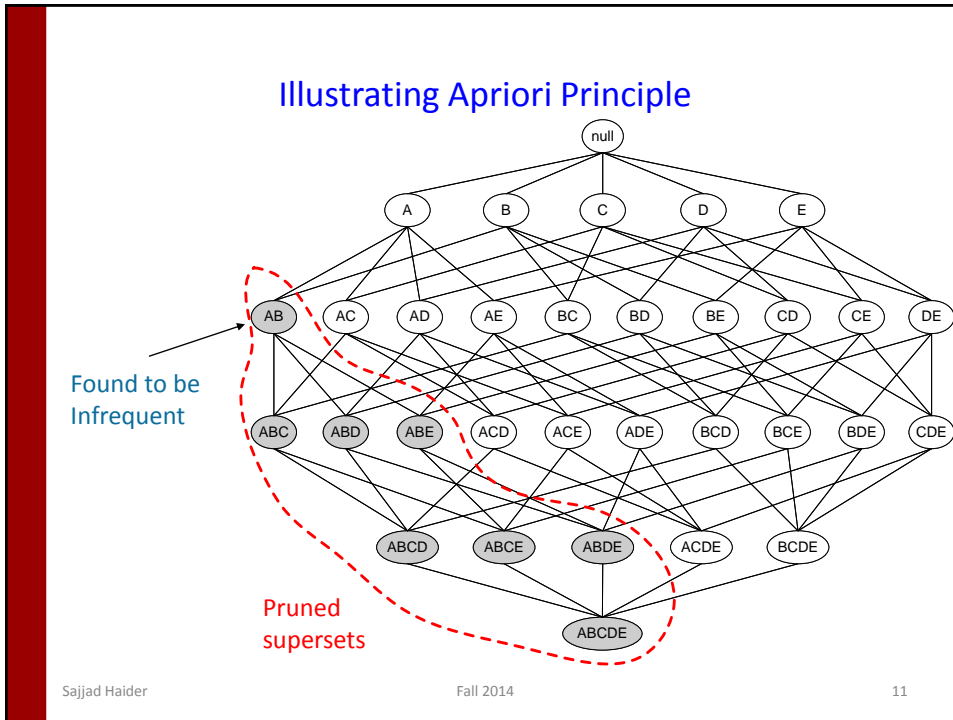 Illustrating Apriori Principle
null
A B C D E
AB AC AD AE BC BD BE CD CE DE
Found to be
Infrequent
ABC ABD ABE ACD ACE ADE BCD BCE BDE CDE
ABCD ABCE ABDE ACDE BCDE
Pruned
supersets
ABCDE
Sajjad Haider Fall 2014 11